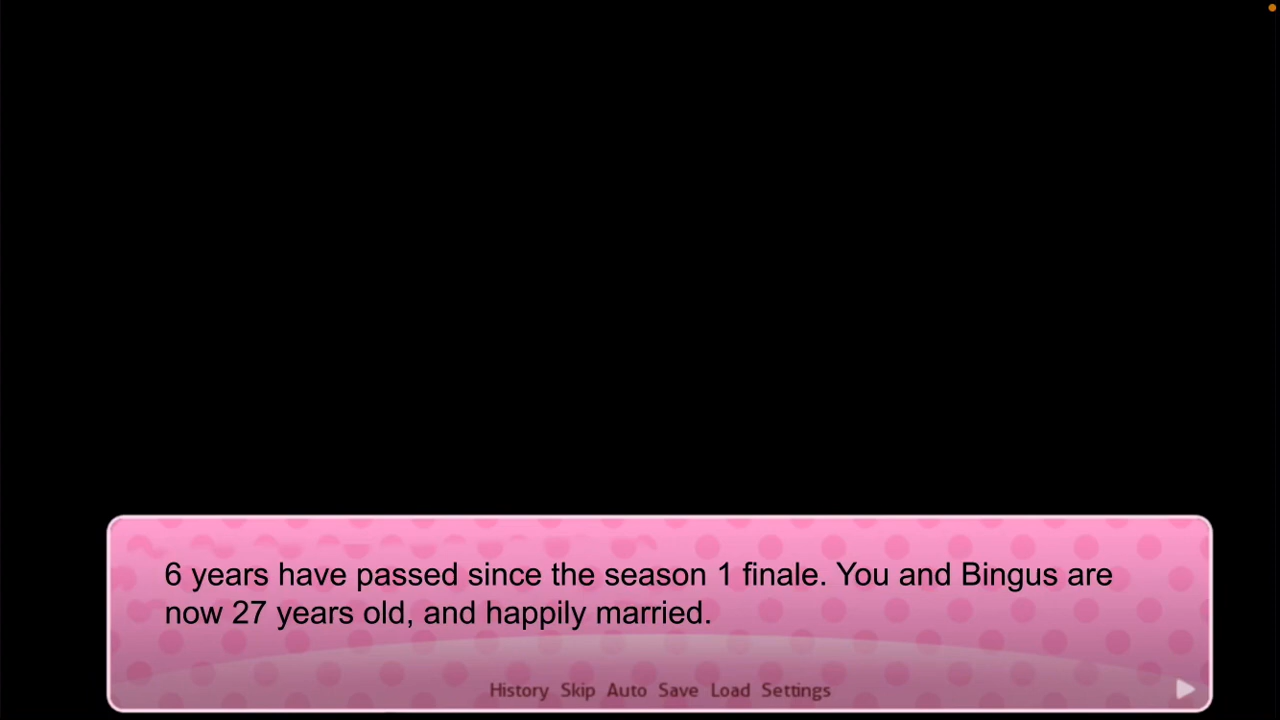 6 years have passed since the season 1 finale. You and Bingus are
now 27 years old, and happily married.
History Skip Auto Save Load Settings